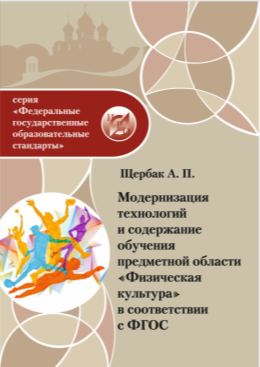 серия
«Федеральные
государственные
образовательные
стандарты»
Щербак А. П.
Модернизация
технологий
и содержание
обучения
предметной области
«Физическая
культура»
в соответствии
с ФГОС